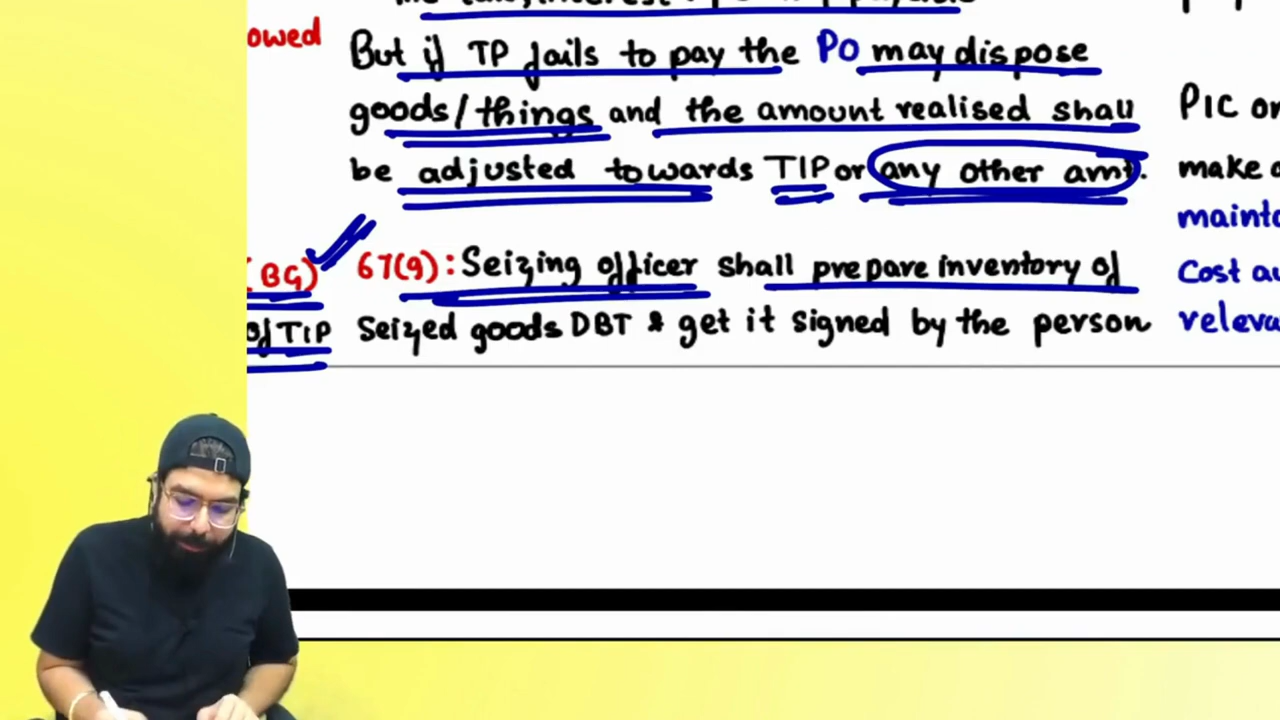 owed
But if TP fails to pay the PO may dispose
goods/things and the amount realised shall
be adjusted towards TIP or any other amt.
BG) 67(9): Seizing officer shall prepare inventory of
of TIP Seized goods DBT & get it signed by the person
PIC or
make a
Cost au